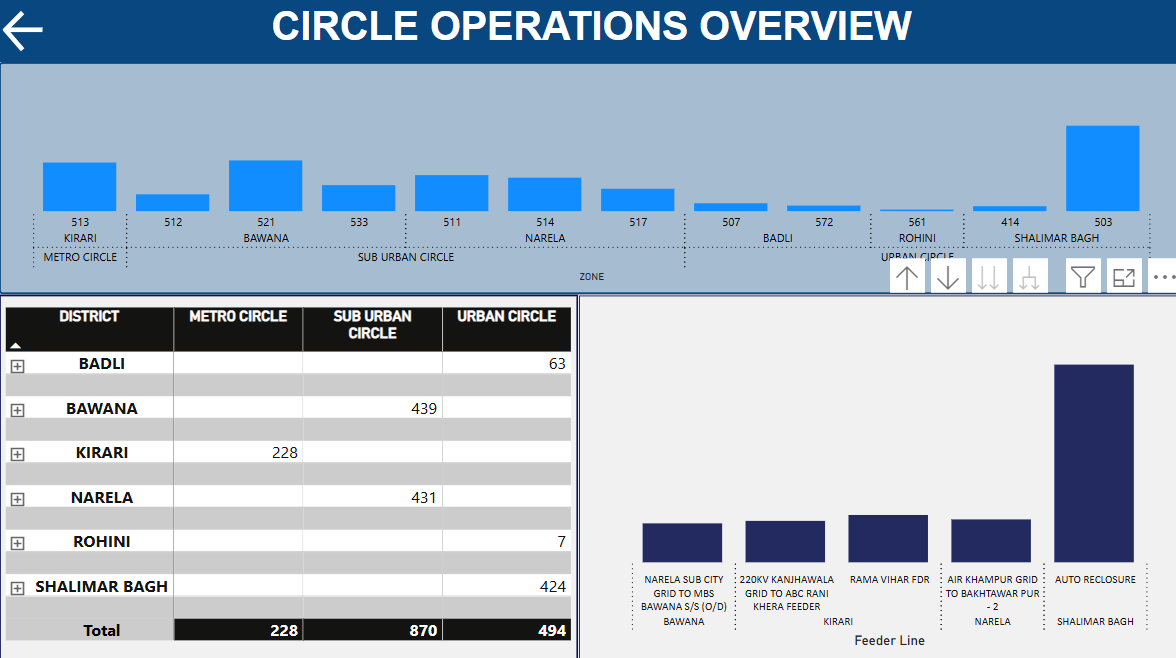 CIRCLE OPERATIONS OVERVIEW
513 512 521 533 511 514 517 507 572 561 414 503
KIRARI BAWANA NARELA BADLI ROHINI SHALIMAR BAGH
METRO CIRCLE SUB URBAN CIRCLE URBAN CIRCLE
ZONE
DISTRICT METRO CIRCLE SUB URBAN URBAN CIRCLE
CIRCLE
BADLI 63
BAWANA 439
KIRARI 228
NARELA 431
ROHINI 7
SHALIMAR BAGH 424
Total 228 870 494
NARELA SUB CITY 220KV KANJHAWALA RAMA VIHAR FDR AIR KHAMPUR GRID AUTO RECLOSURE
GRID TO MBS GRID TO ABC RANI TO BAKHTAWAR PUR
BAWANA S/S (O/D) KHERA FEEDER - 2
BAWANA KIRARI NARELA SHALIMAR BAGH
Feeder Line